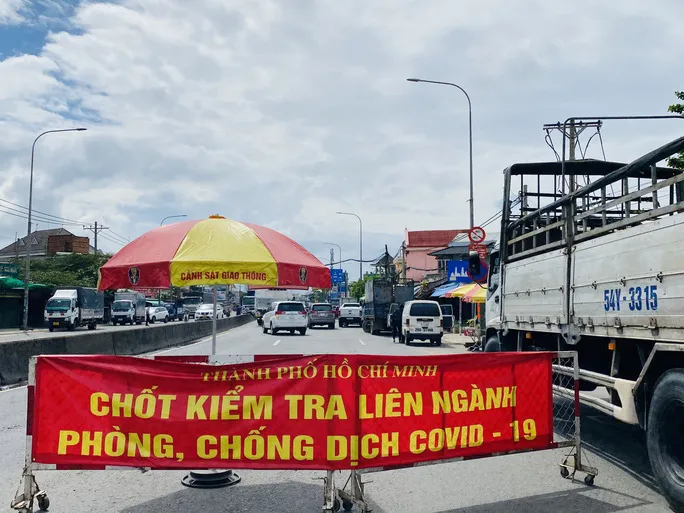 CẢNH SÁT GIAO THÔNG
54Y-3315
THÀNH PHỐ HỒ CHÍ MINH
CHỐT KIỂM TRA LIÊN NGÀNH
PHÒNG, CHỐNG DỊCH COVID - 19